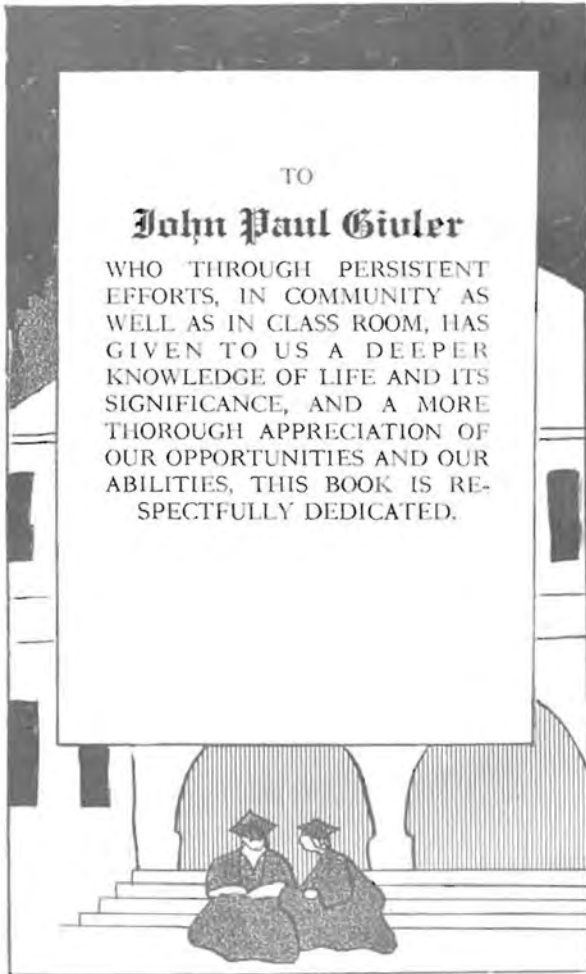 TO
John Paul Givler
WHO THROUGH PERSISTENT
EFFORTS, IN COMMUNITY AS
WELL AS IN CLASS ROOM, HAS
GIVEN TO US A DEEPER
KNOWLEDGE OF LIFE AND ITS
SIGNIFICANCE, AND A MORE
THOROUGH APPRECIATION OF
OUR OPPORTUNITIES AND OUR
ABILITIES, THIS BOOK IS RE-
SPECTFULLY DEDICATED.